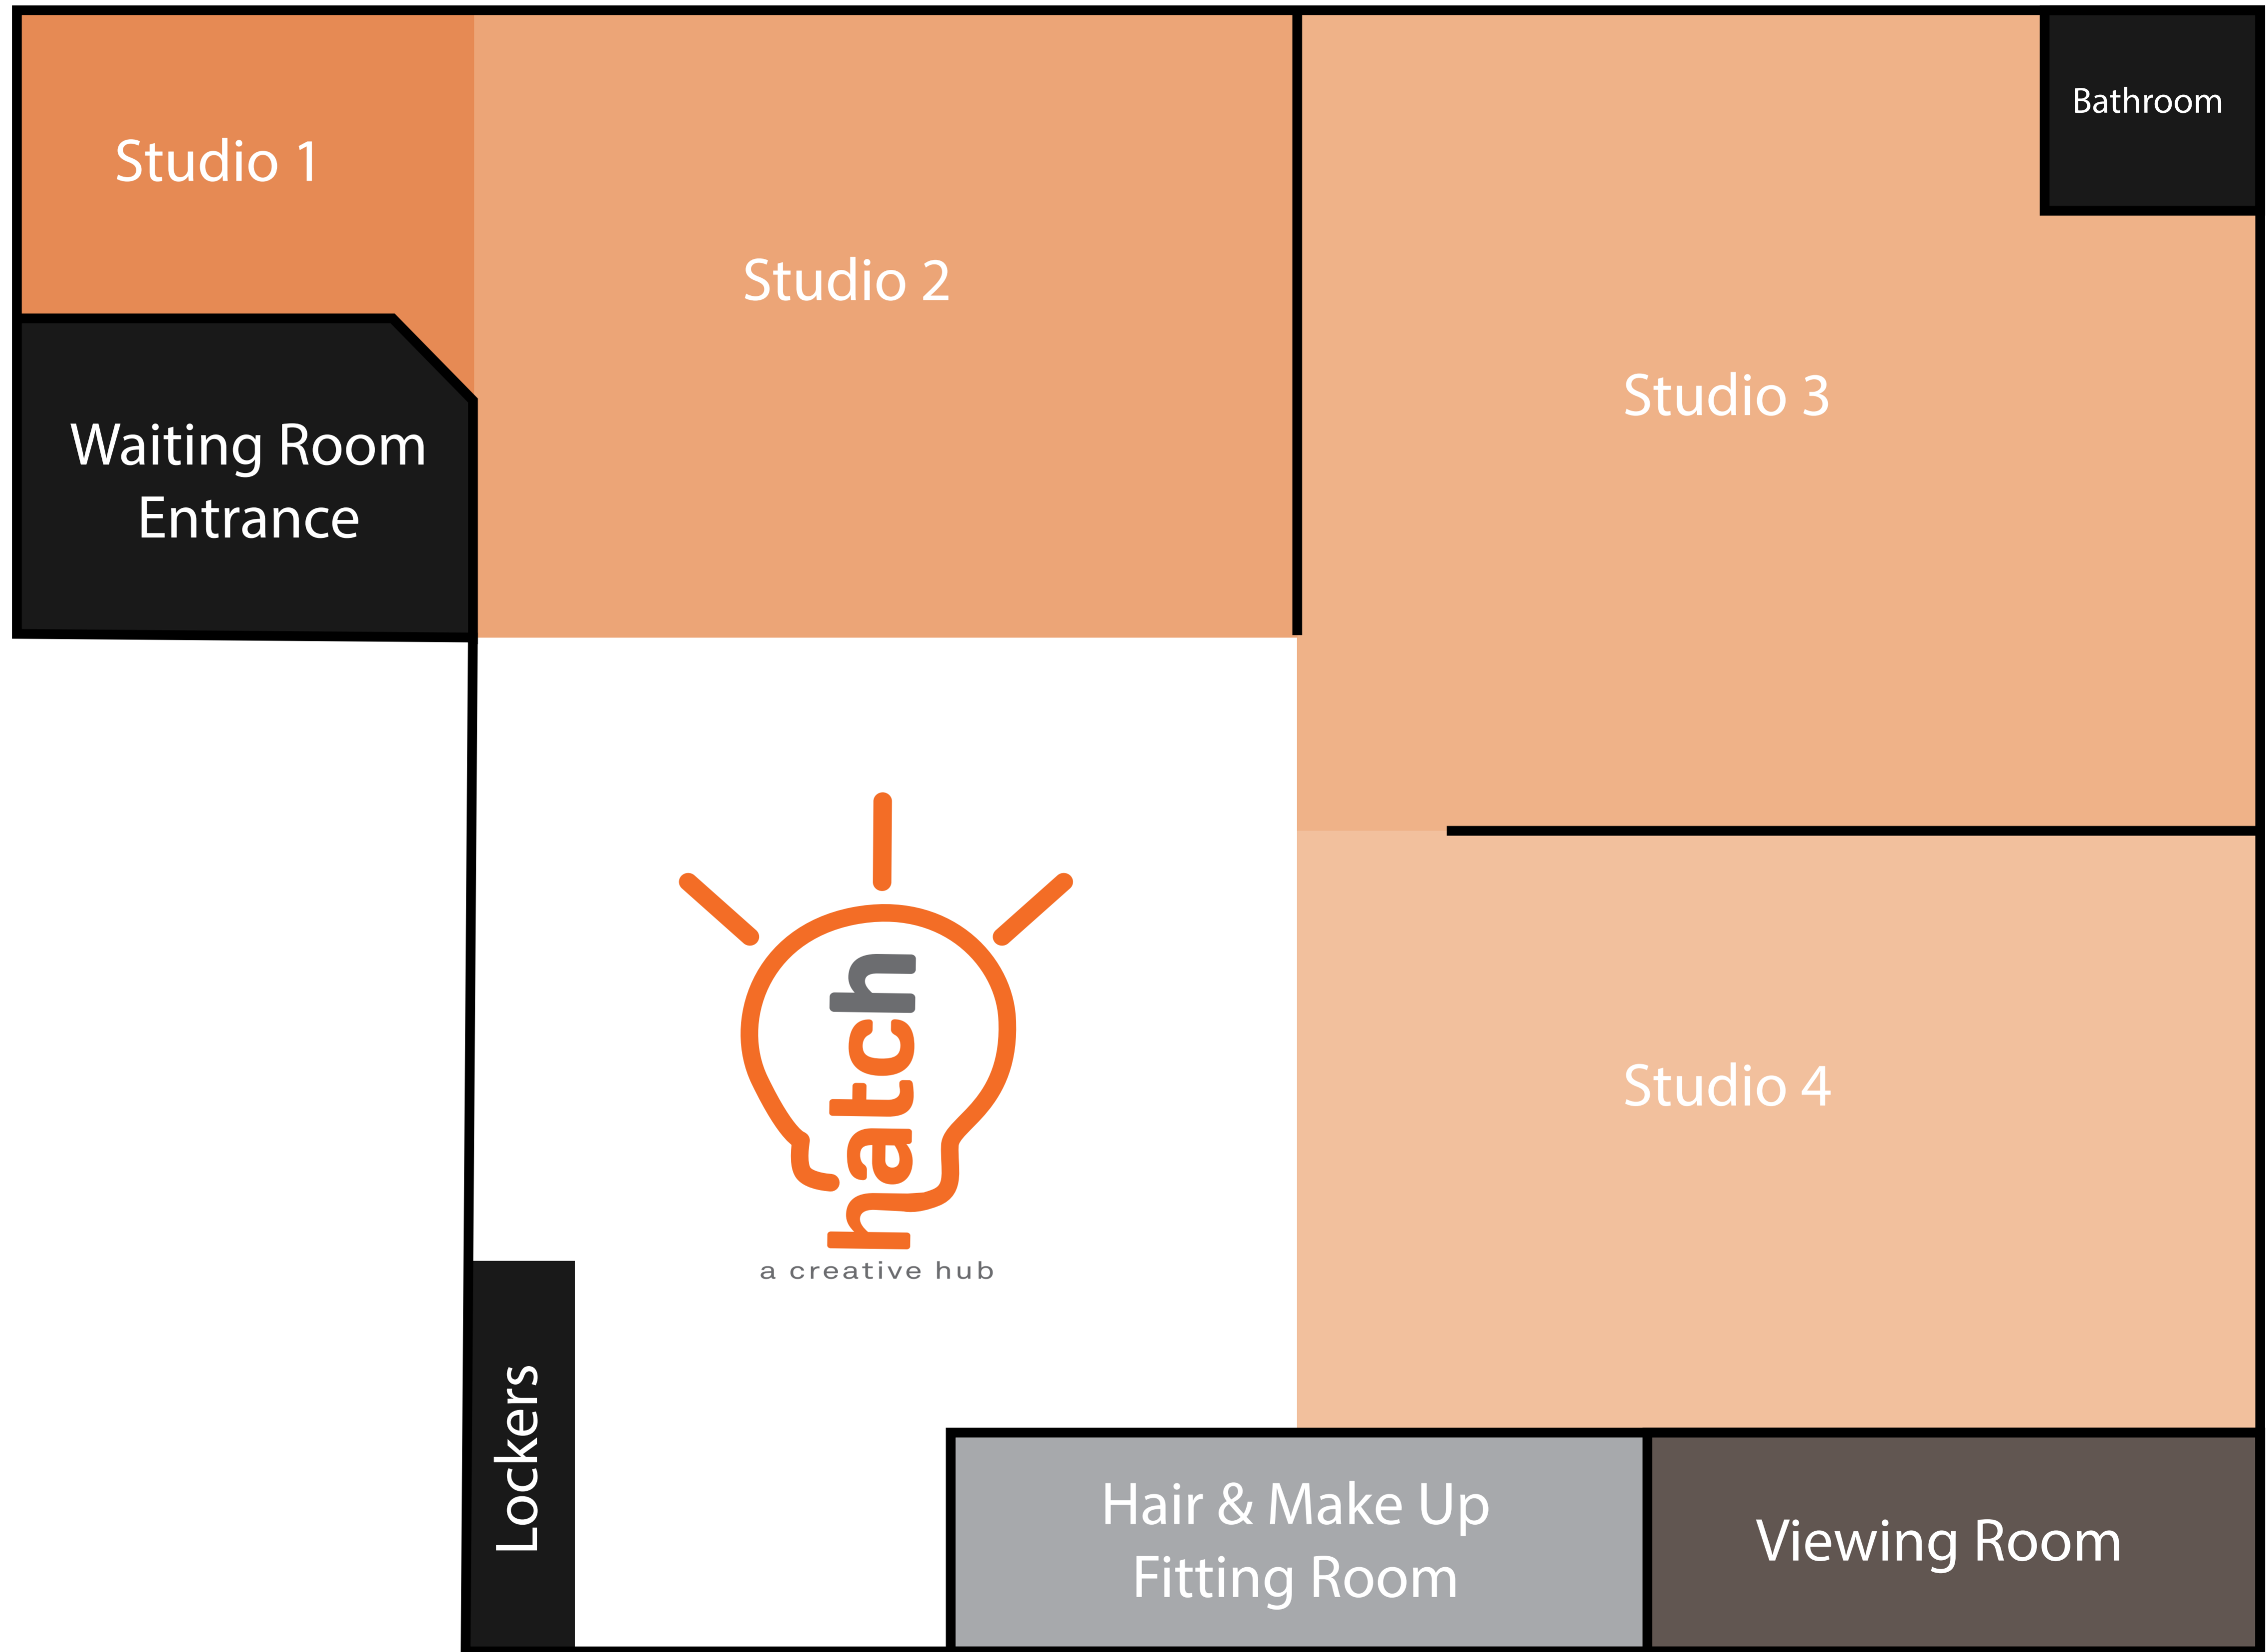 Studio 1
Bathroom
Studio 2
Studio 3
Waiting Room
Entrance
hatch
a creative hub
Studio 4
Lockers
Hair & Make Up
Fitting Room
Viewing Room